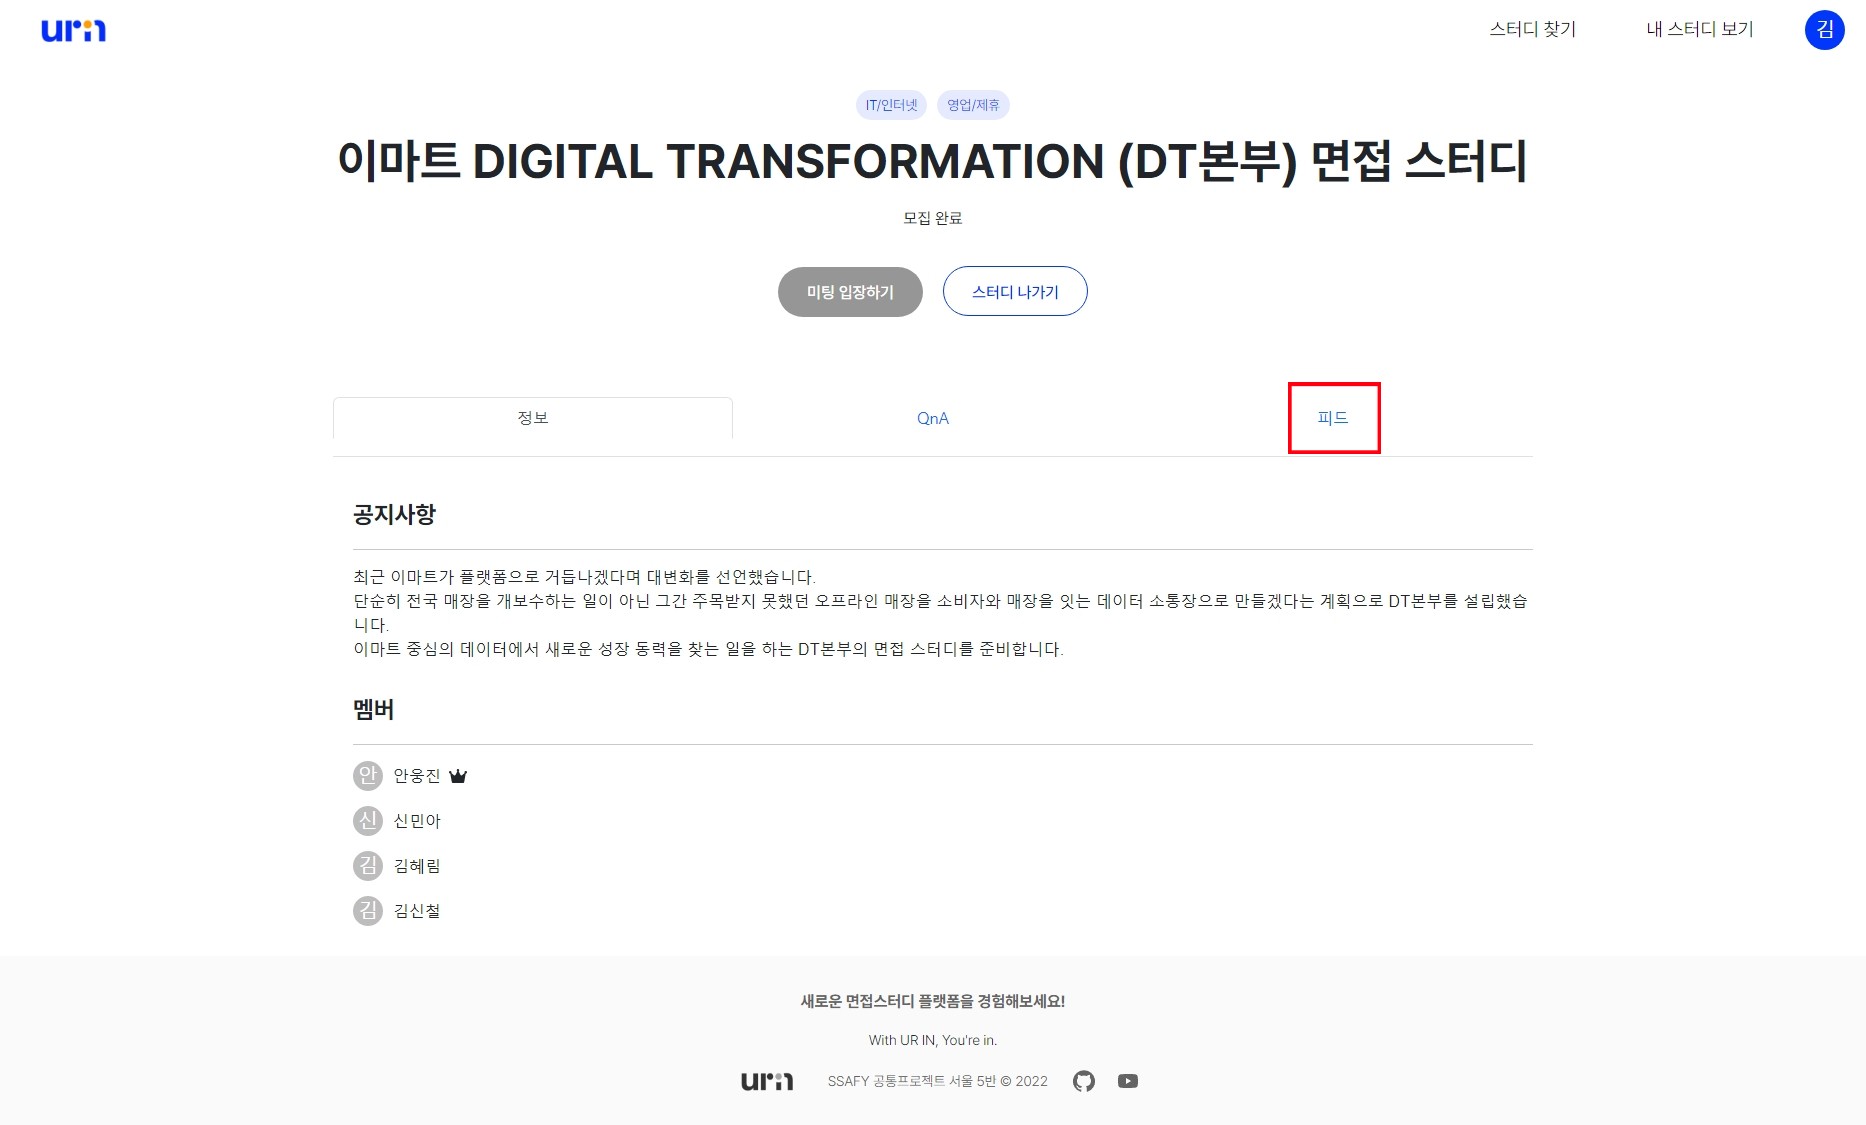 urin
스터디 찾기
내 스터디 보기
김
IT/인터넷
영업/제휴
이마트 DIGITAL TRANSFORMATION (DT본부) 면접 스터디
모집 완료
미팅 입장하기
스터디 나가기
정보
QnA
피드
공지사항
최근 이마트가 플랫폼으로 거듭나겠다며 대변화를 선언했습니다.
단순히 전국 매장을 개보수하는 일이 아닌 그간 주목받지 못했던 오프라인 매장을 소비자와 매장을 잇는 데이터 소통장으로 만들겠다는 계획으로 DT본부를 설립했습
니다.
이마트 중심의 데이터에서 새로운 성장 동력을 찾는 일을 하는 DT본부의 면접 스터디를 준비합니다.
멤버
안 안웅진
신 신민아
김 김혜림
김 김신철
새로운 면접스터디 플랫폼을 경험해보세요!
With UR IN, You're in.
urin
SSAFY 공통프로젝트 서울 5반 © 2022